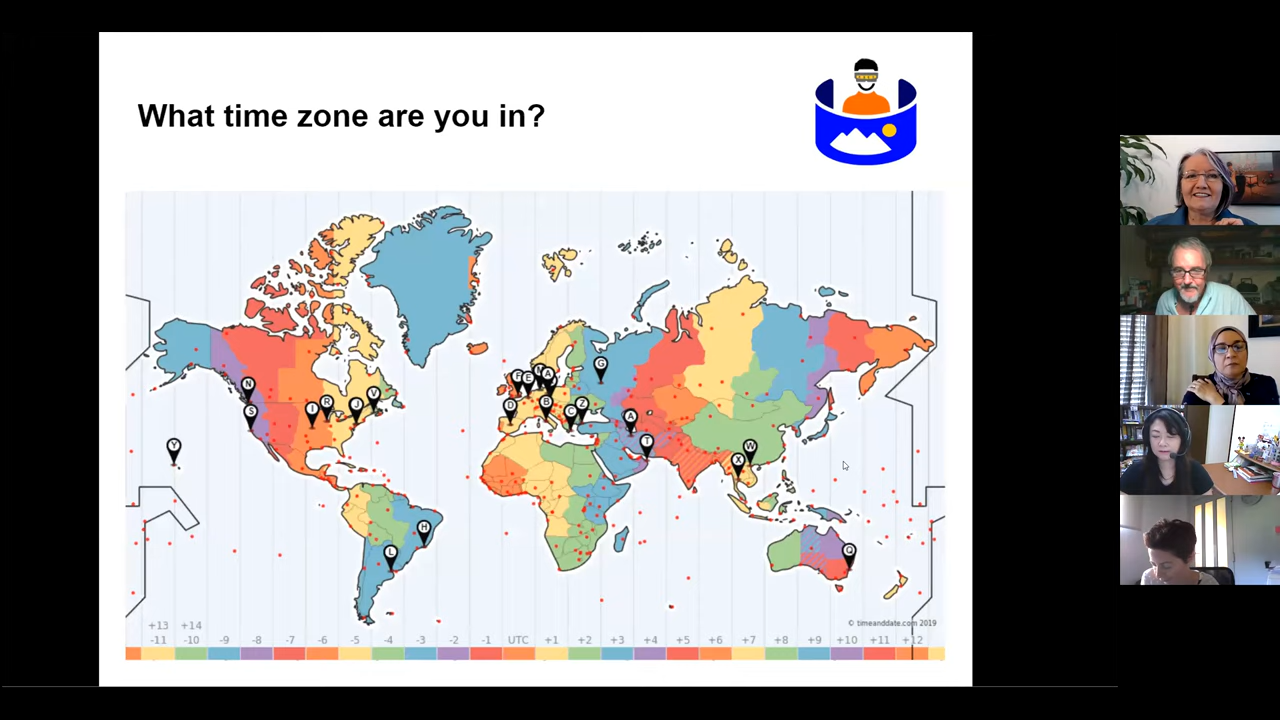 What time zone are you in?
N
S
Y
I
R
J
V
H
L
D
F
E
A
B
C
Z
G
A
T
X
W
Q
© timeanddate.com 2019
+13 +14 
-11 -10 -9 -8 -7 -6 -5 -4 -3 -2 -1 UTC +1 +2 +3 +4 +5 +6 +7 +8 +9 +10 +11 +12